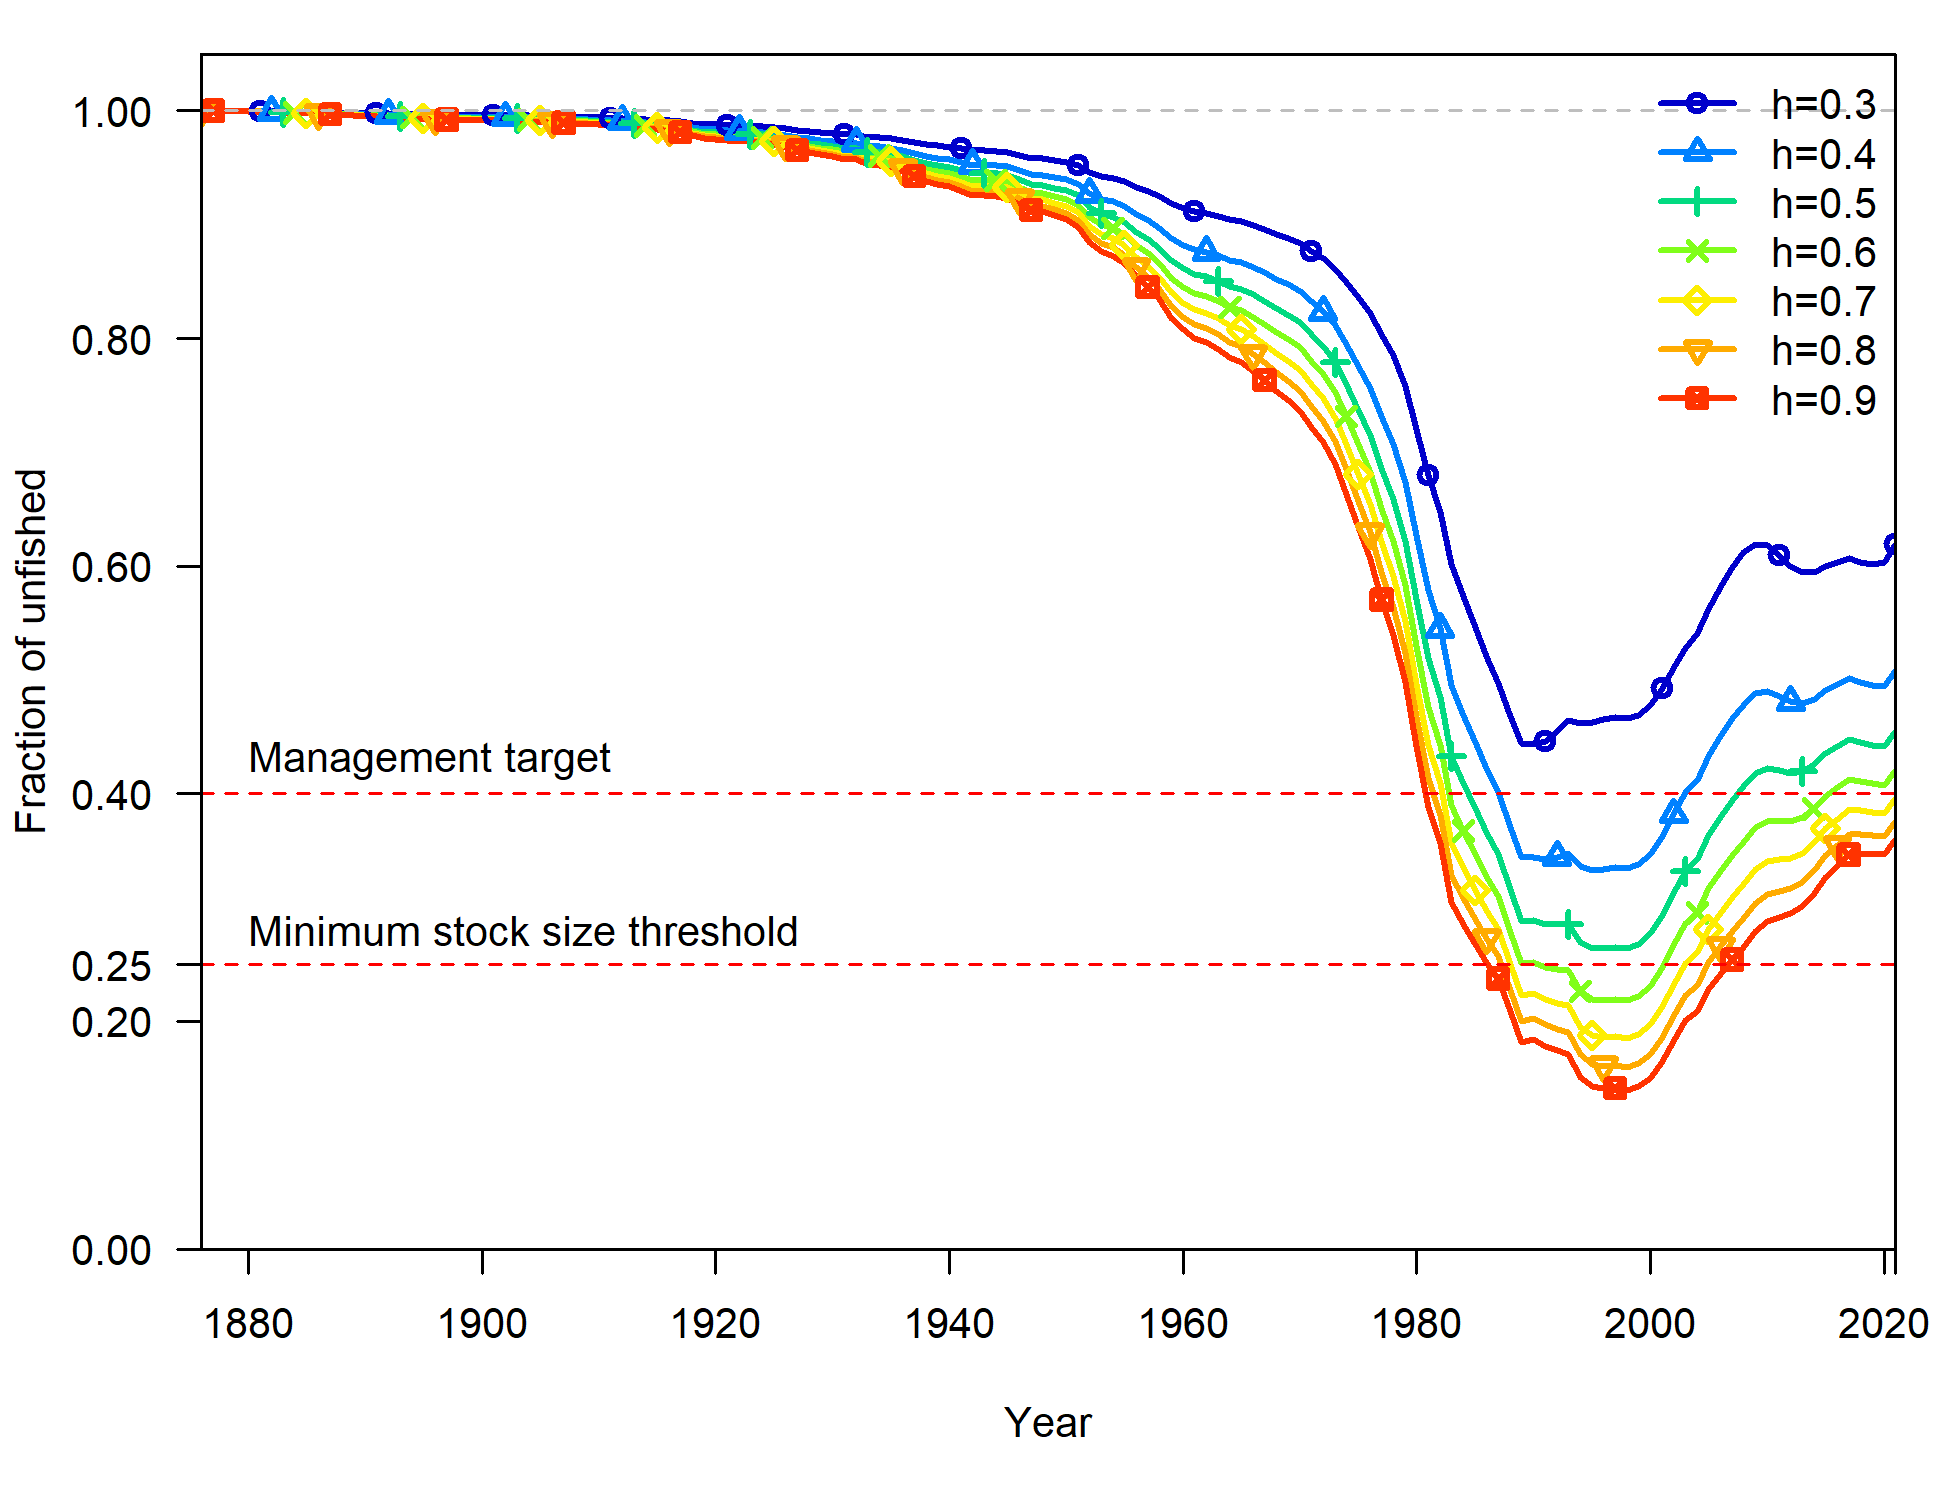 1.00
0.80
0.60
0.40
0.25
0.20
0.00
Fraction of unfished
h=0.3
h=0.4
h=0.5
h=0.6
h=0.7
h=0.8
h=0.9
Management target
Minimum stock size threshold
1880 1900 1920 1940 1960 1980 2000 2020
Year